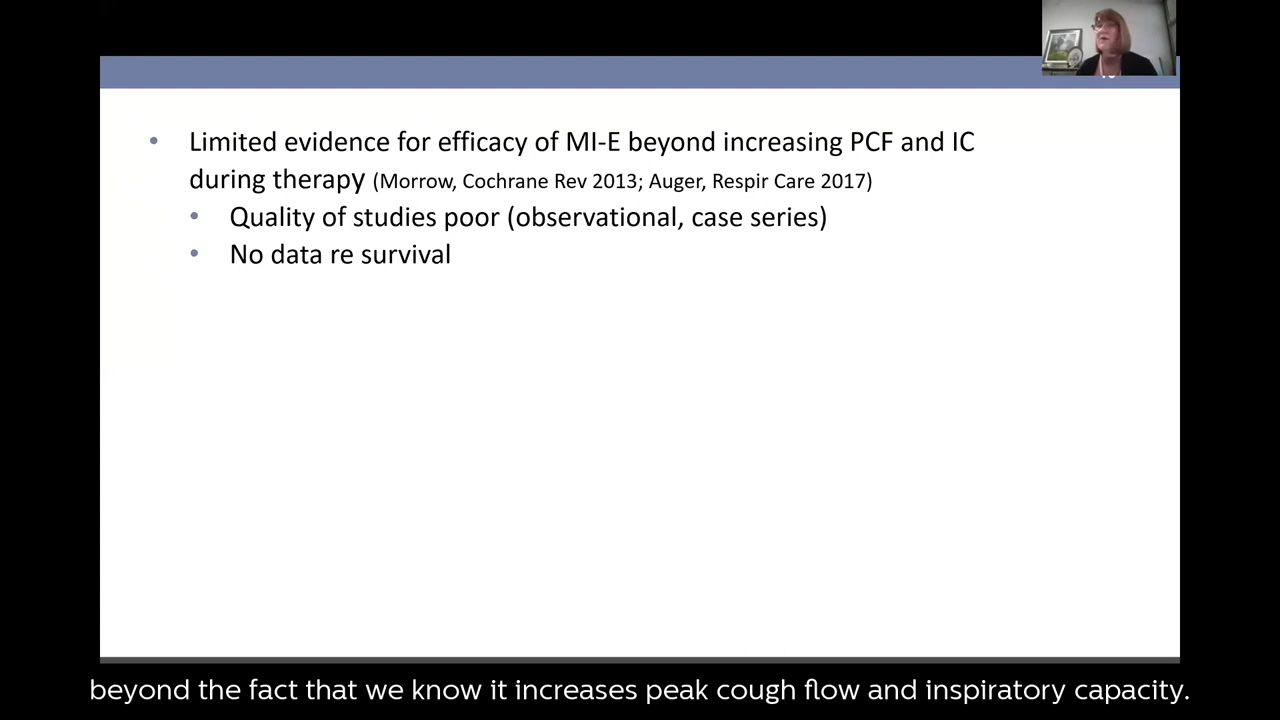 • Limited evidence for efficacy of MI-E beyond increasing PCF and IC
during therapy (Morrow, Cochrane Rev 2013; Auger, Respir Care 2017)
• Quality of studies poor (observational, case series)
• No data re survival
beyond the fact that we know it increases peak cough flow and inspiratory capacity.